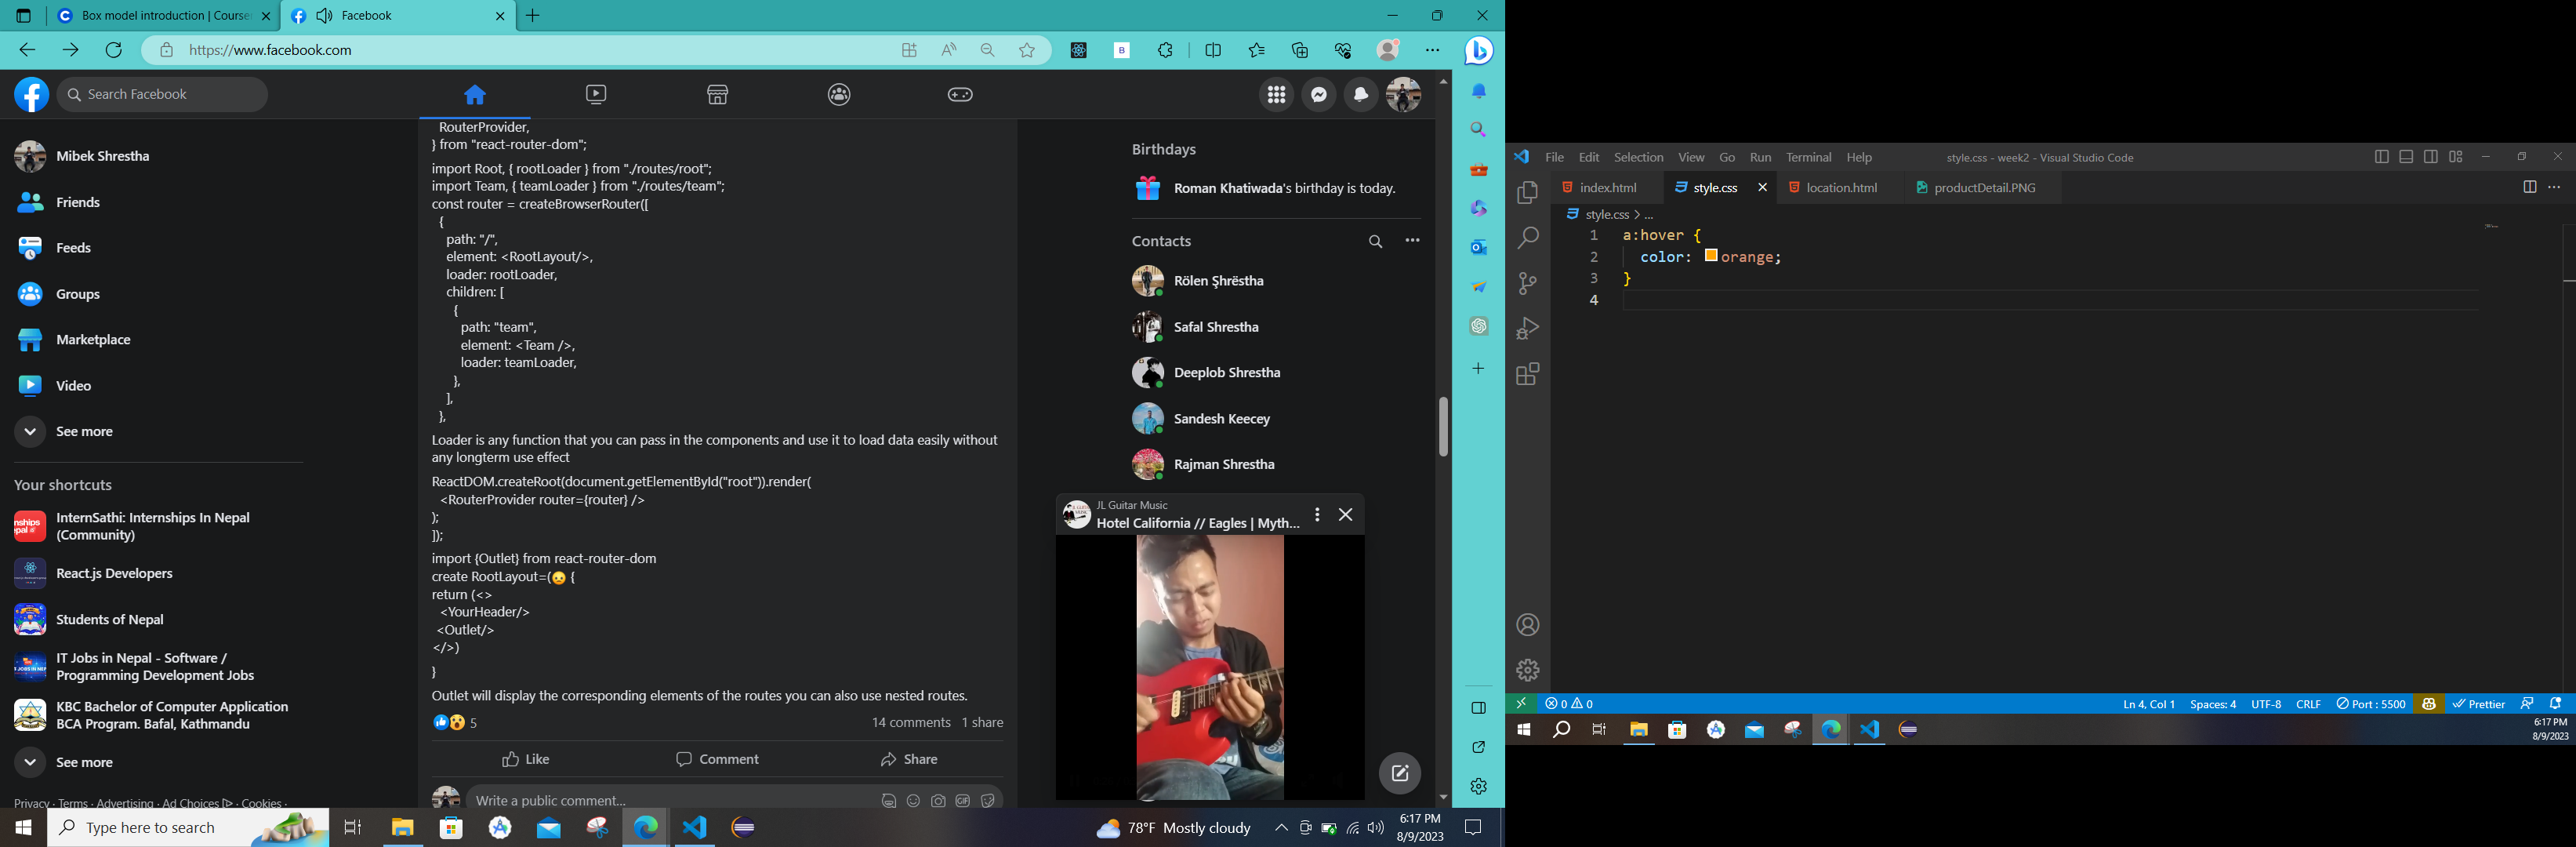 Box model introduction | Course
Facebook
https://www.facebook.com
Search Facebook
Mibek Shrestha
Friends
Feeds
Groups
Marketplace
Video
See more
Your shortcuts
InternSathi: Internships In Nepal
(Community)
React.js Developers
Students of Nepal
IT Jobs in Nepal - Software /
Programming Development Jobs
KBC Bachelor of Computer Application
BCA Program. Bafal, Kathmandu
See more
Privacy · Terms · Advertising · Ad Choices · Cookies ·
RouterProvider,
} from "react-router-dom";
import Root, { rootLoader } from "./routes/root";
import Team, { teamLoader } from "./routes/team";
const router = createBrowserRouter([
{
path: "/",
element: <RootLayout/>,
loader: rootLoader,
children: [
{
path: "team",
element: <Team />,
loader: teamLoader,
},
],
},
Loader is any function that you can pass in the components and use it to load data easily without
any longterm use effect
ReactDOM.createRoot(document.getElementById("root")).render(
<RouterProvider router={router} />
);
]);
import {Outlet} from react-router-dom
create RootLayout=(😟 {
return (<>
<YourHeader/>
<Outlet/>
</>)
}
Outlet will display the corresponding elements of the routes you can also use nested routes.
5
14 comments 1 share
Like Comment Share
Write a public comment...
Birthdays
Roman Khatiwada's birthday is today.
Contacts
Rölen Şhrëstha
Safal Shrestha
Deeplob Shrestha
Sandesh Keecey
Rajman Shrestha
JL Guitar Music
Hotel California // Eagles | Myth...
Type here to search
78°F Mostly cloudy
6:17 PM
8/9/2023
File Edit Selection View Go Run Terminal Help
style.css - week2 - Visual Studio Code
index.html style.css location.html productDetail.PNG
style.css > ...
1 a:hover {
2 color: orange;
3 }
4
0 0
Ln 4, Col 1 Spaces: 4 UTF-8 CRLF Port : 5500 Prettier
6:17 PM
8/9/2023